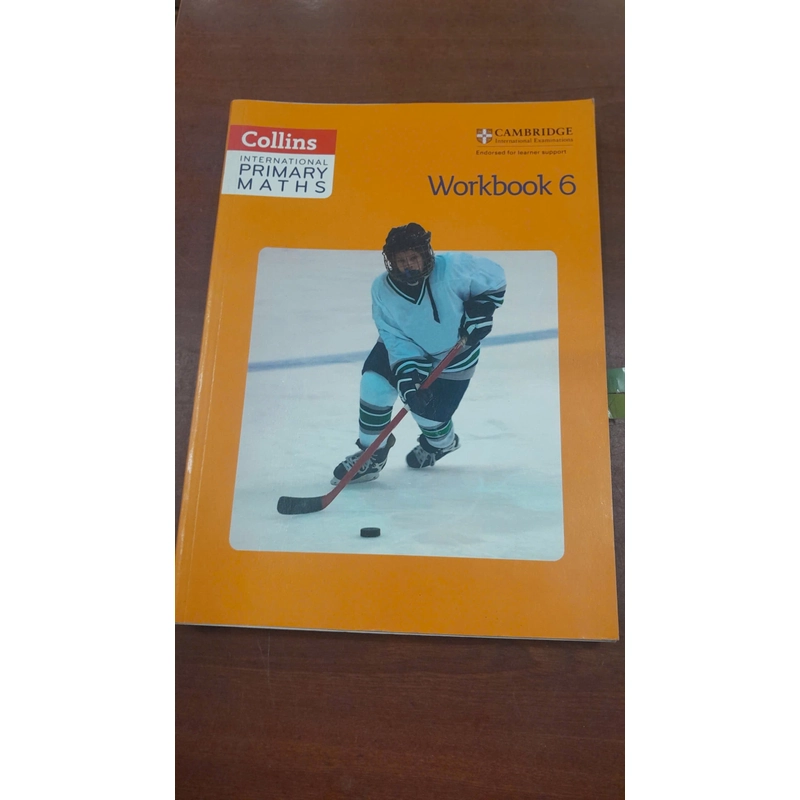 Collins
INTERNATIONAL
PRIMARY
MATHS
CAMBRIDGE
International Examinations
Endorsed for learner support
Workbook 6